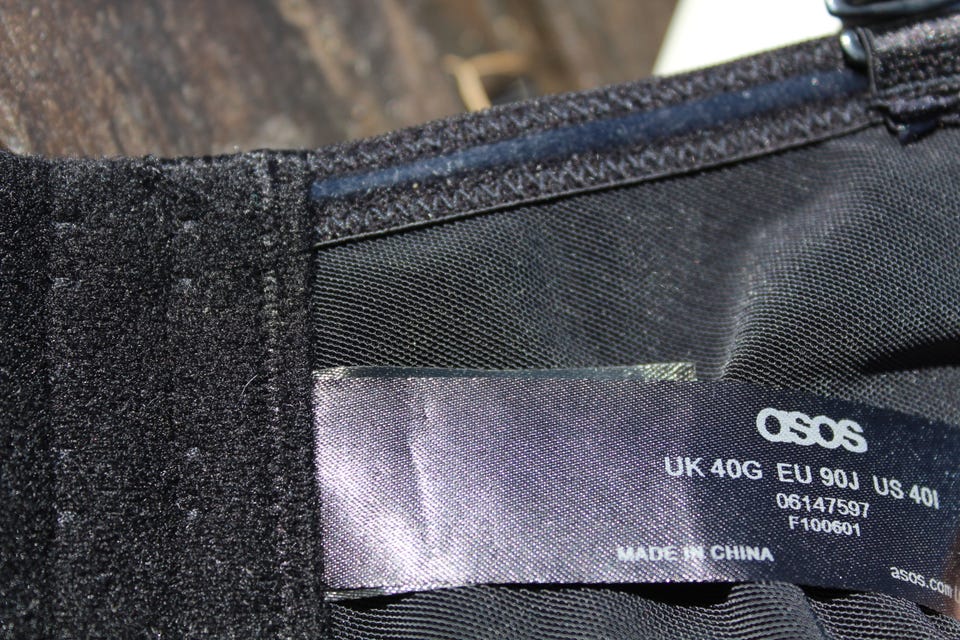 asos
UK 40G EU 90J US 40I
06147597
F100601
MADE IN CHINA
asos.com